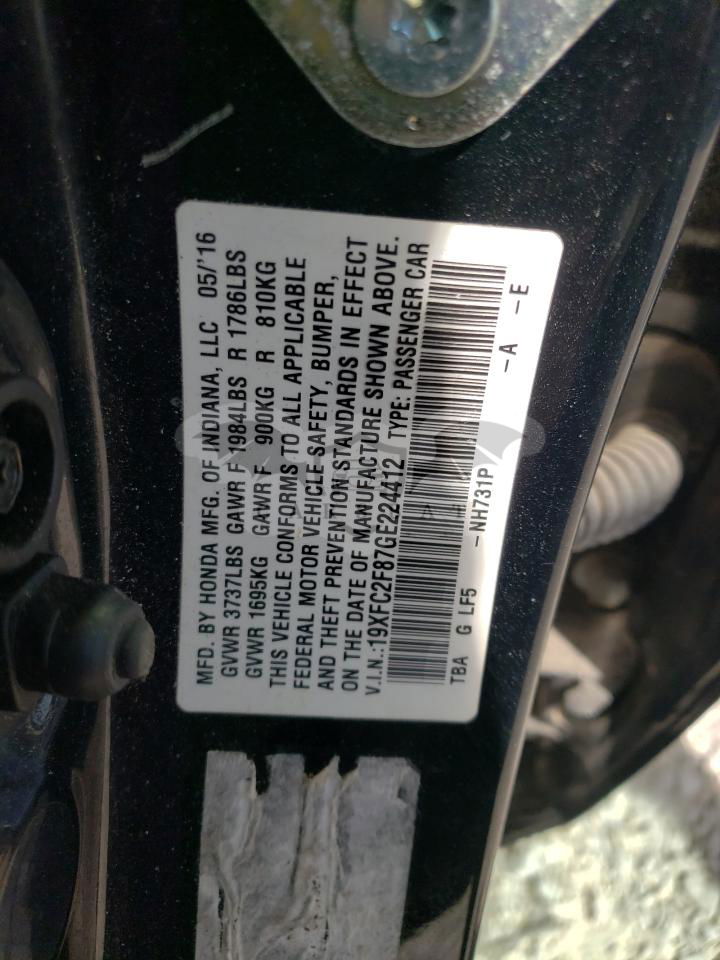 MFD. BY HONDA MFG. OF INDIANA, LLC 05/'16
GVWR 3737LBS GAWR F 1984LBS R 1786LBS
GVWR 1695KG GAWR F 900KG R 810KG
THIS VEHICLE CONFORMS TO ALL APPLICABLE
FEDERAL MOTOR VEHICLE SAFETY, BUMPER,
AND THEFT PREVENTION STANDARDS IN EFFECT
ON THE DATE OF MANUFACTURE SHOWN ABOVE.
V.I.N.:19XFC2F87GE224412 TYPE: PASSENGER CAR
TBA G LF5 -NH731P -A -E